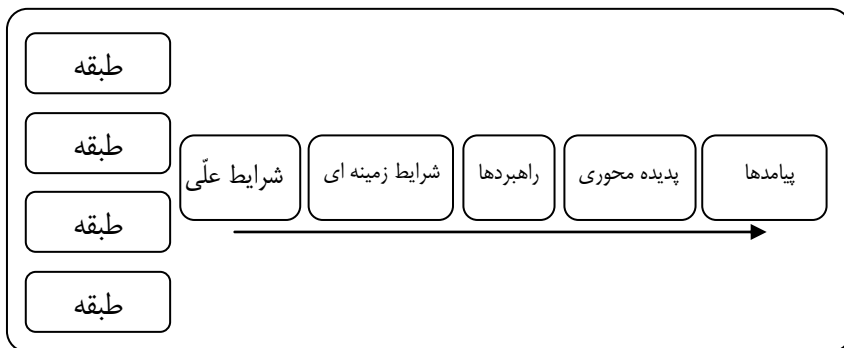 طبقه
طبقه
طبقه
طبقه
شرایط علّی
شرایط زمینه ای
راهبردها
پدیده محوری
پیامدها